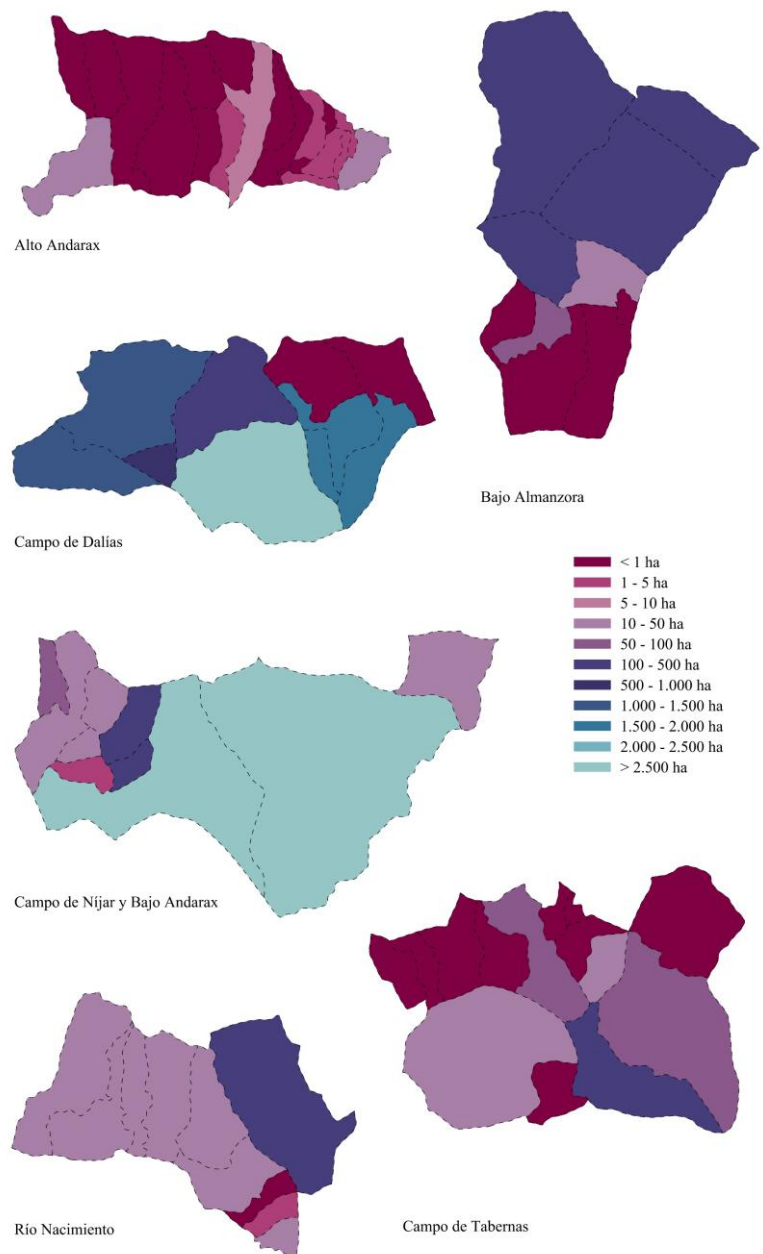 Alto Andarax
Bajo Almanzora
Campo de Dalías
< 1 ha
1 - 5 ha
5 - 10 ha
10 - 50 ha
50 - 100 ha
100 - 500 ha
500 - 1.000 ha
1.000 - 1.500 ha
1.500 - 2.000 ha
2.000 - 2.500 ha
> 2.500 ha
Campo de Níjar y Bajo Andarax
Río Nacimiento
Campo de Tabernas